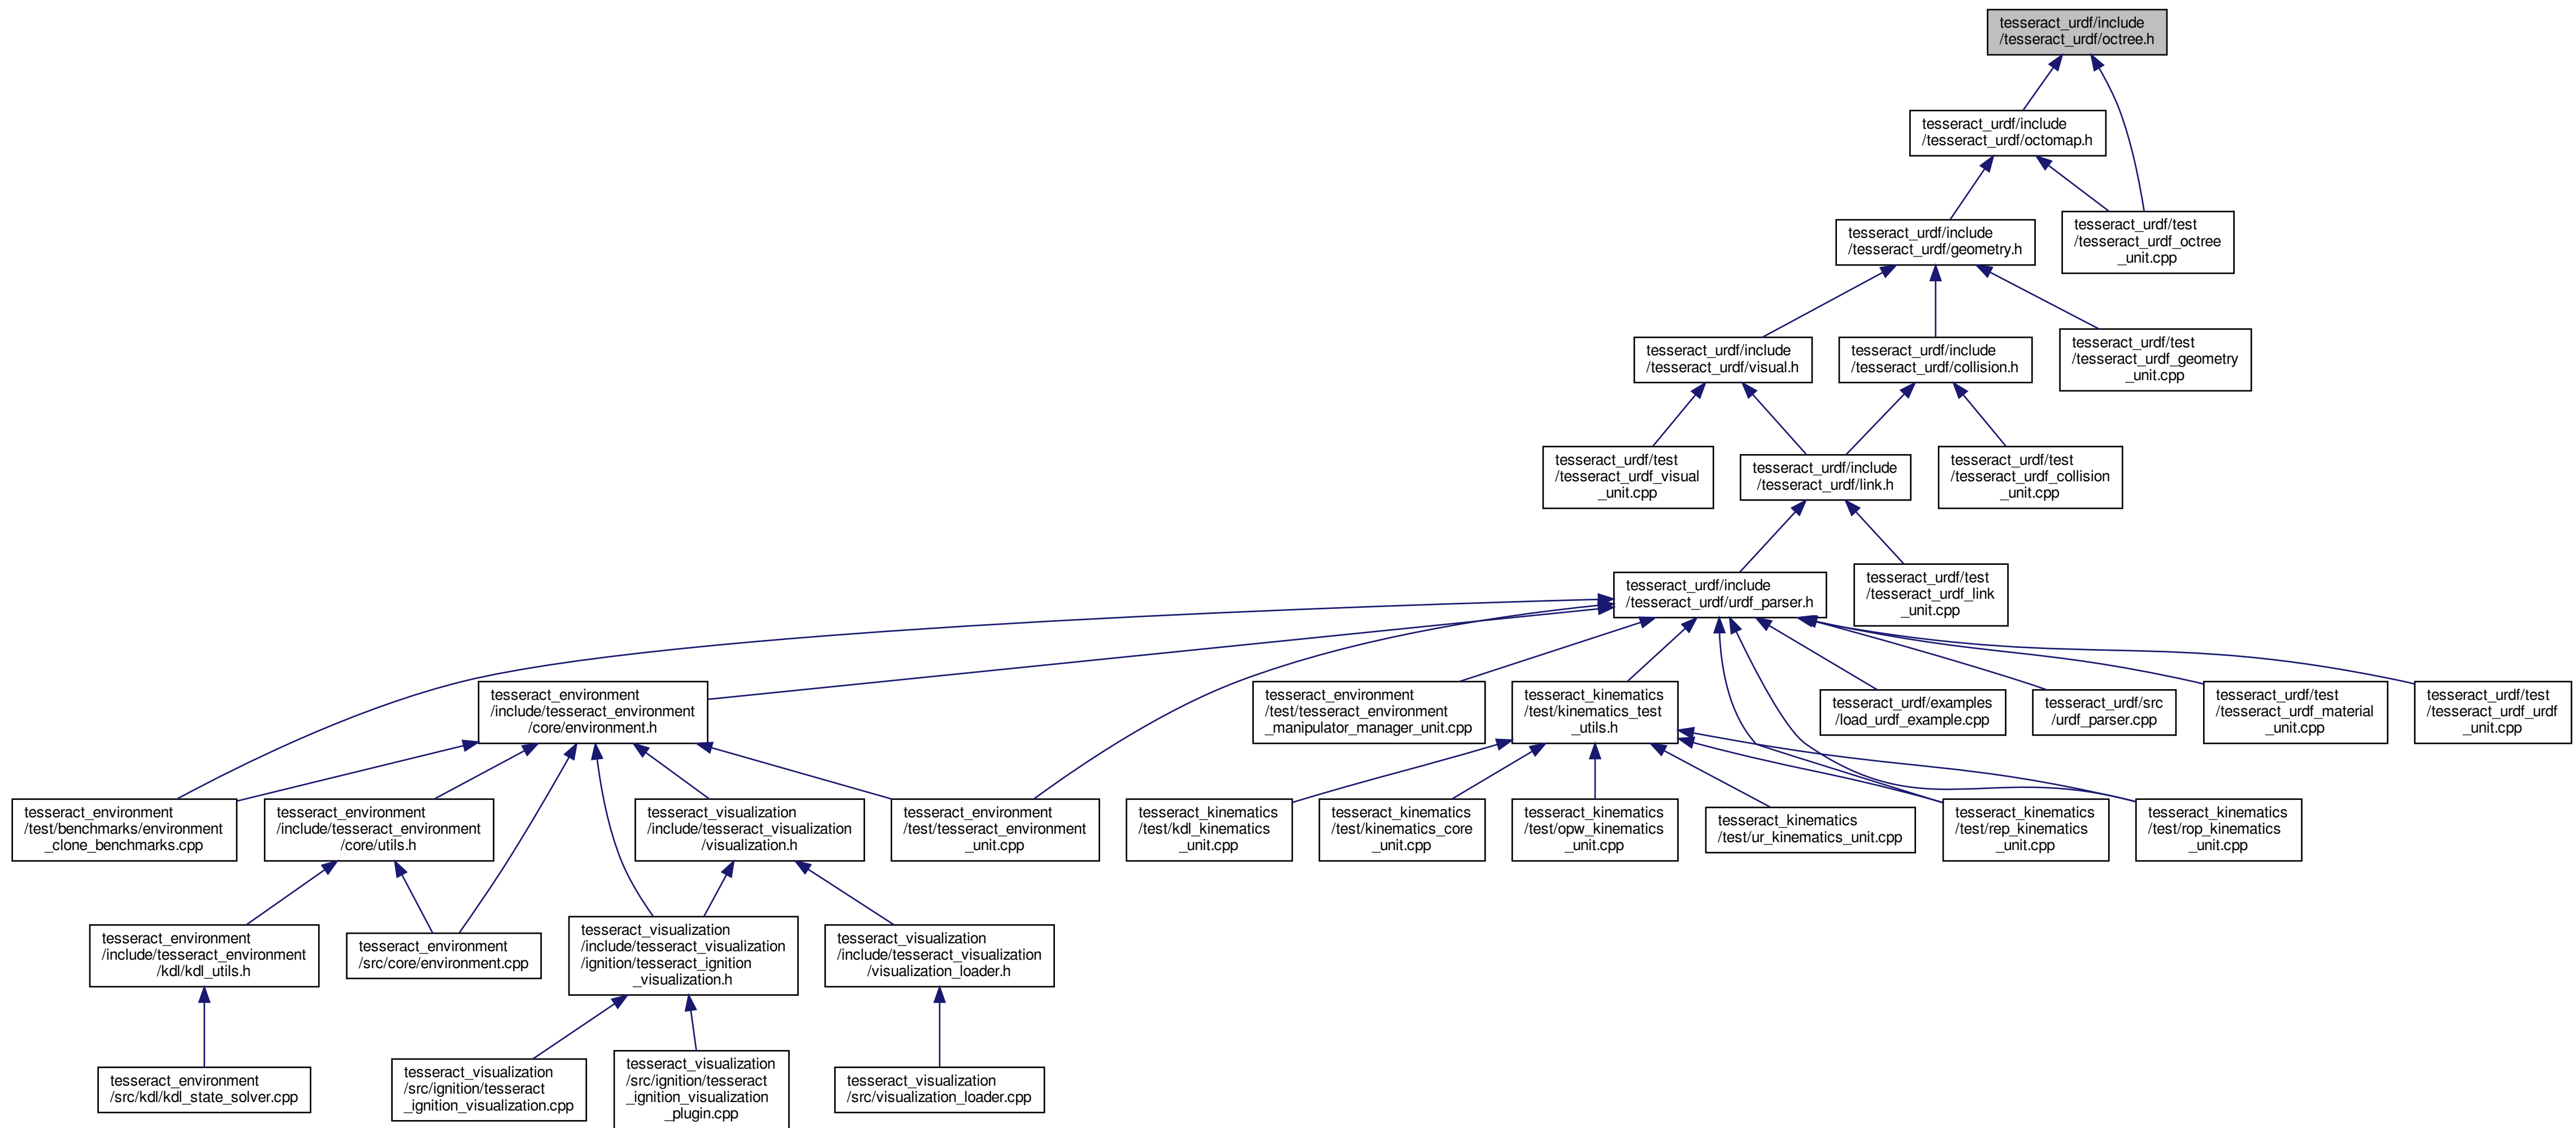 tesseract_urdf/include
/tesseract_urdf/octree.h
tesseract_urdf/include
/tesseract_urdf/octomap.h
tesseract_urdf/include
/tesseract_urdf/geometry.h
tesseract_urdf/test
/tesseract_urdf_octree
_unit.cpp
tesseract_urdf/include
/tesseract_urdf/visual.h
tesseract_urdf/include
/tesseract_urdf/collision.h
tesseract_urdf/test
/tesseract_urdf_geometry
_unit.cpp
tesseract_urdf/test
/tesseract_urdf_visual
_unit.cpp
tesseract_urdf/include
/tesseract_urdf/link.h
tesseract_urdf/test
/tesseract_urdf_collision
_unit.cpp
tesseract_urdf/include
/tesseract_urdf/urdf_parser.h
tesseract_urdf/test
/tesseract_urdf_link
_unit.cpp
tesseract_environment
/include/tesseract_environment
/core/environment.h
tesseract_environment
/test/tesseract_environment
_manipulator_manager_unit.cpp
tesseract_kinematics
/test/kinematics_test
_utils.h
tesseract_urdf/examples
/load_urdf_example.cpp
tesseract_urdf/src
/urdf_parser.cpp
tesseract_urdf/test
/tesseract_urdf_material
_unit.cpp
tesseract_urdf/test
/tesseract_urdf_urdf
_unit.cpp
tesseract_environment
/test/benchmarks/environment
_clone_benchmarks.cpp
tesseract_environment
/include/tesseract_environment
/core/utils.h
tesseract_visualization
/include/tesseract_visualization
/visualization.h
tesseract_environment
/test/tesseract_environment
_unit.cpp
tesseract_kinematics
/test/kdl_kinematics
_unit.cpp
tesseract_kinematics
/test/kinematics_core
_unit.cpp
tesseract_kinematics
/test/opw_kinematics
_unit.cpp
tesseract_kinematics
/test/ur_kinematics_unit.cpp
tesseract_kinematics
/test/rep_kinematics
_unit.cpp
tesseract_kinematics
/test/rop_kinematics
_unit.cpp
tesseract_environment
/include/tesseract_environment
/kdl/kdl_utils.h
tesseract_environment
/src/core/environment.cpp
tesseract_visualization
/include/tesseract_visualization
/ignition/tesseract_ignition
_visualization.h
tesseract_visualization
/include/tesseract_visualization
/visualization_loader.h
tesseract_environment
/src/kdl/kdl_state_solver.cpp
tesseract_visualization
/src/ignition/tesseract
_ignition_visualization.cpp
tesseract_visualization
/src/ignition/tesseract
_ignition_visualization
_plugin.cpp
tesseract_visualization
/src/visualization_loader.cpp